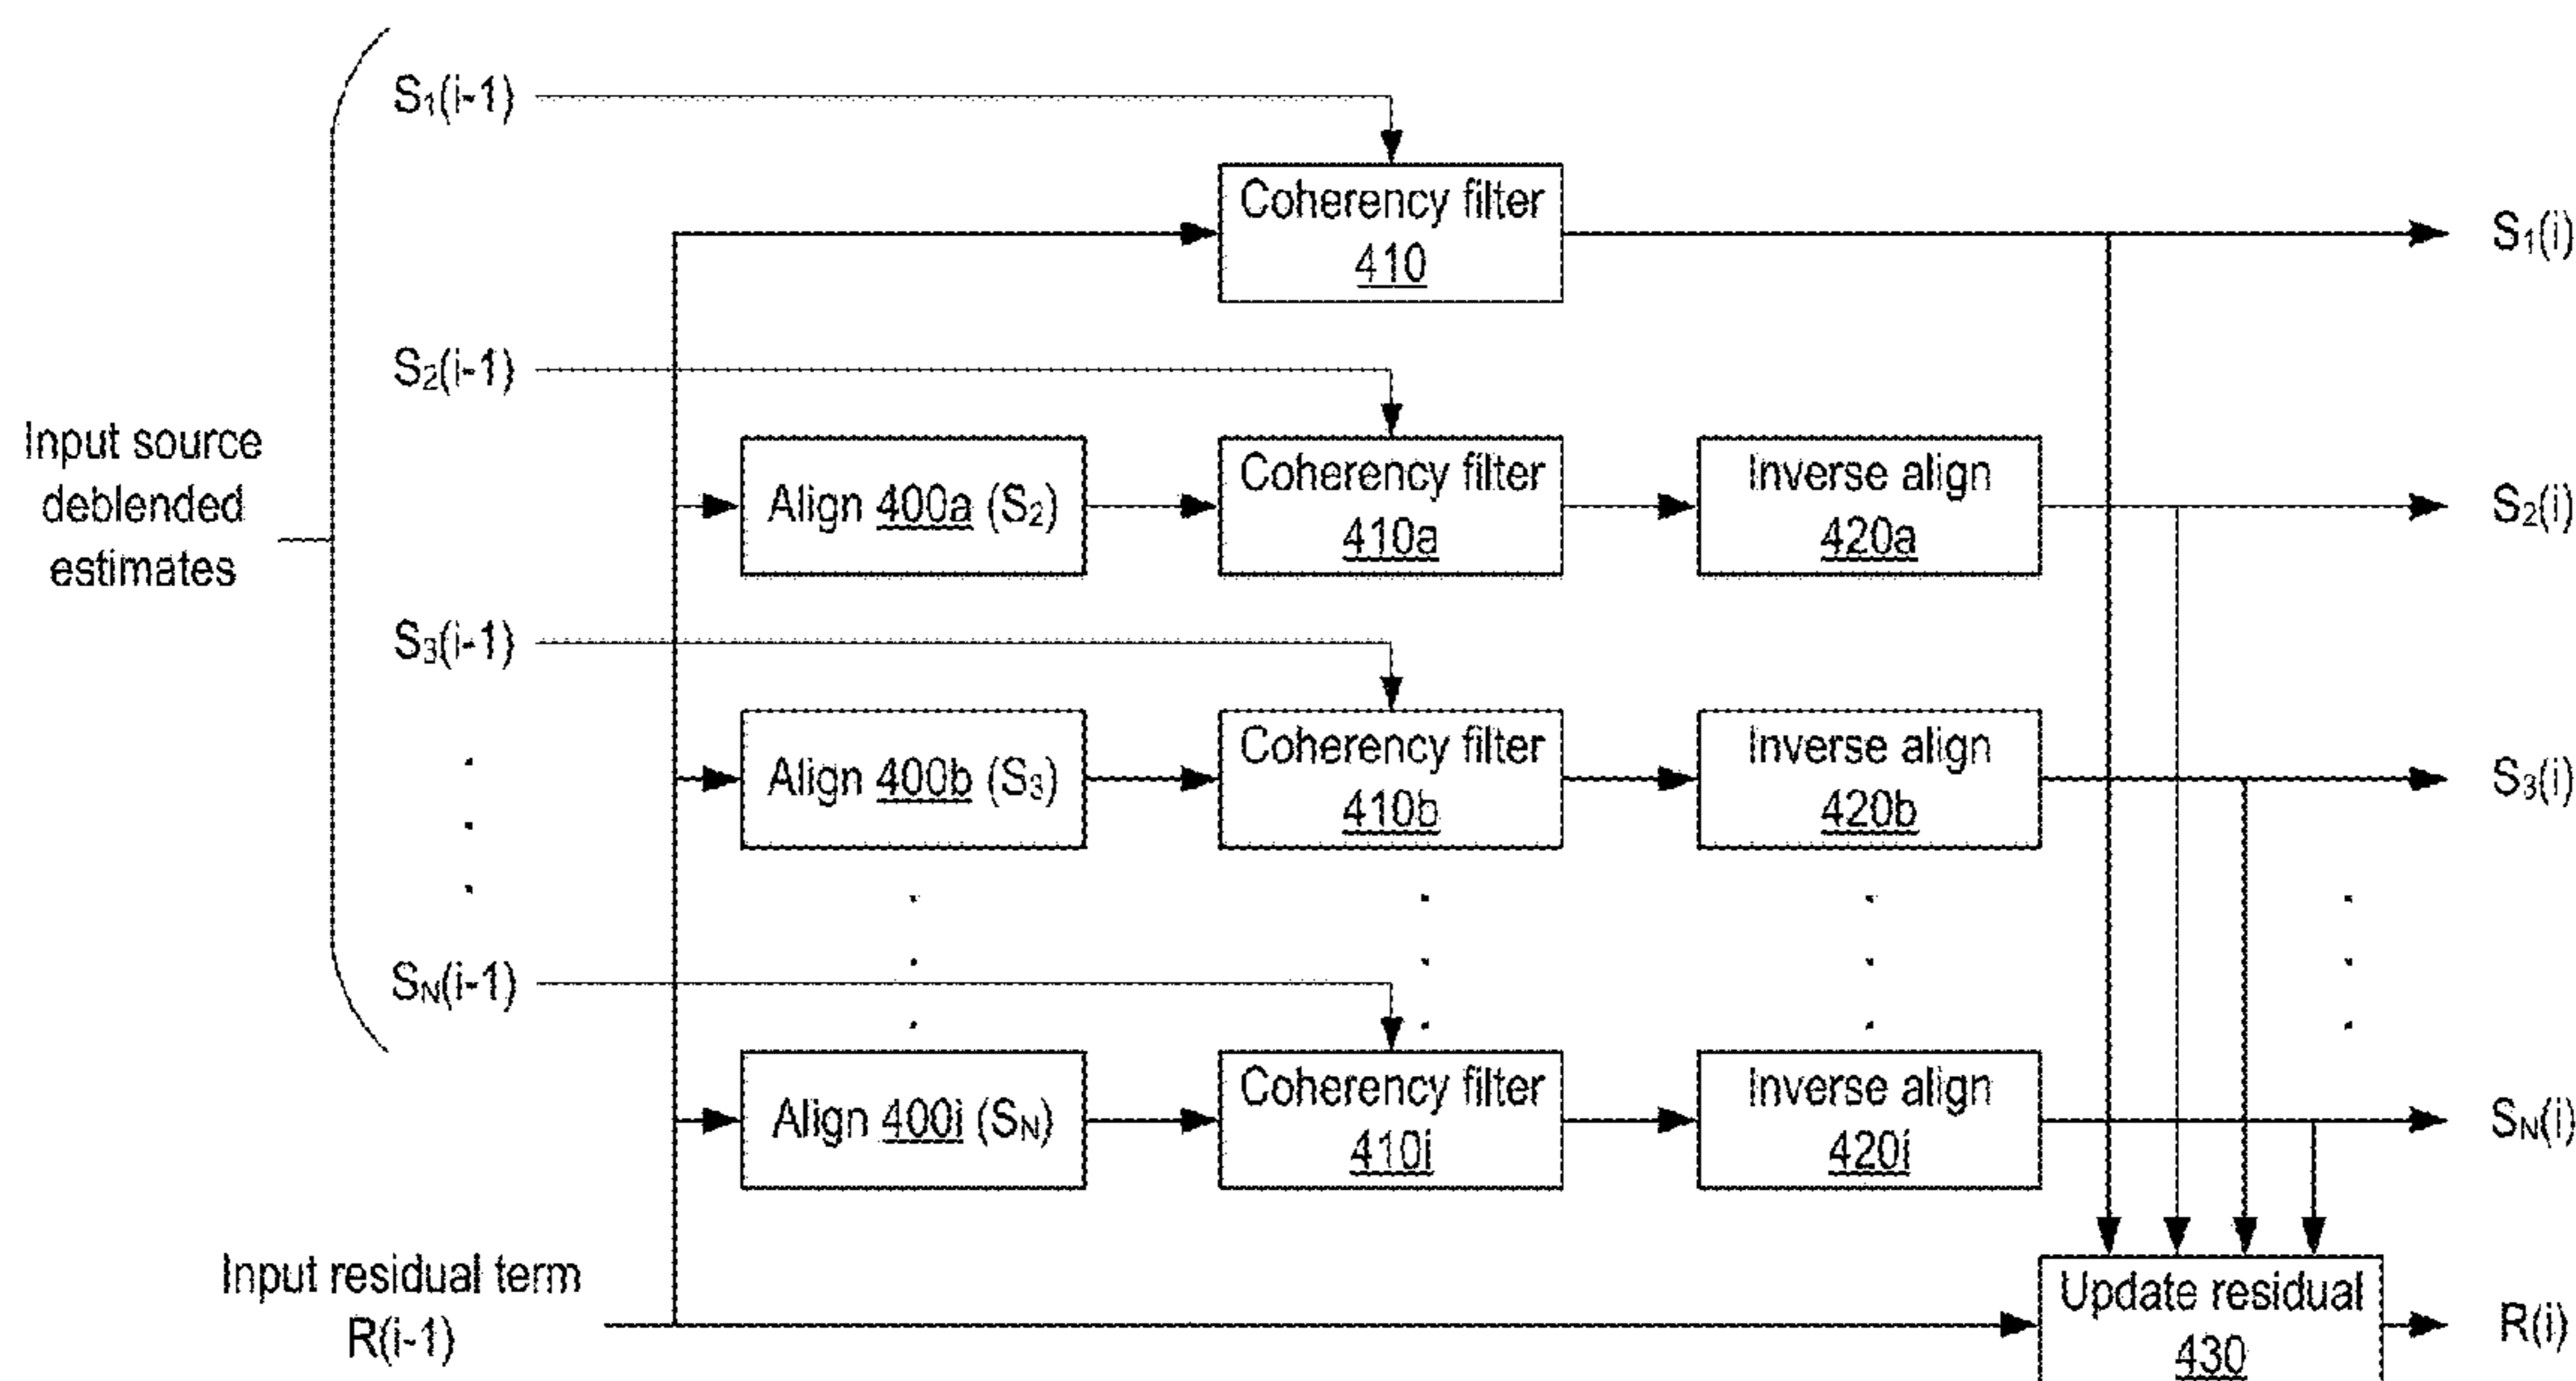 S₁(i-1)
Coherency filter
410
S₁(i)
S₂(i-1)
Input source
deblended
estimates
Align 400a (S₂)
Coherency filter
410a
Inverse align
420a
S₂(i)
S₃(i-1)
Align 400b (S₃)
Coherency filter
410b
Inverse align
420b
S₃(i)
Sₙ(i-1)
Align 400i (Sₙ)
Coherency filter
410i
Inverse align
420i
Sₙ(i)
Input residual term
R(i-1)
Update residual
430
R(i)